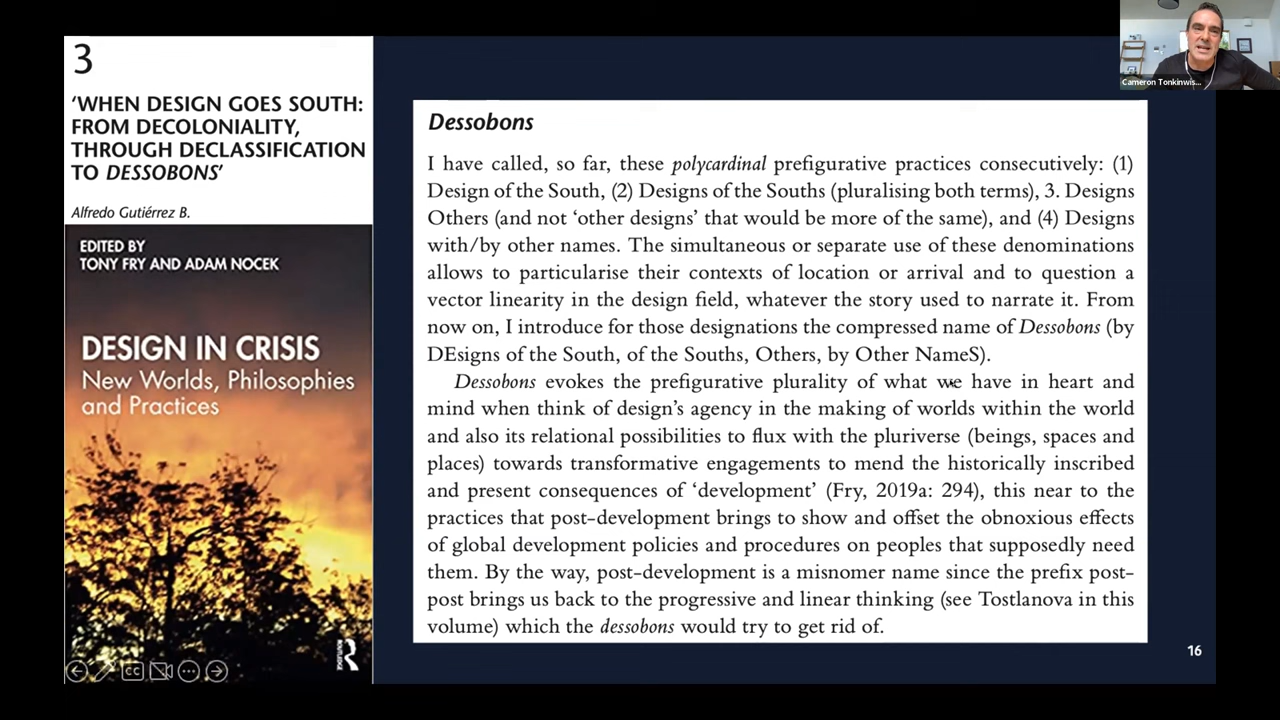 3
‘WHEN DESIGN GOES SOUTH:
FROM DECOLONIALITY,
THROUGH DECLASSIFICATION
TO DESSOBONS’
Alfredo Gutiérrez B.
EDITED BY
TONY FRY AND ADAM NOCEK
DESIGN IN CRISIS
New Worlds, Philosophies
and Practices
ROUTLEDGE
CC
Dessobons
I have called, so far, these polycardinal prefigurative practices consecutively: (1)
Design of the South, (2) Designs of the Souths (pluralising both terms), 3. Designs
Others (and not ‘other designs’ that would be more of the same), and (4) Designs
with/by other names. The simultaneous or separate use of these denominations
allows to particularise their contexts of location or arrival and to question a
vector linearity in the design field, whatever the story used to narrate it. From
now on, I introduce for those designations the compressed name of Dessobons (by
DEsigns of the South, of the Souths, Others, by Other NameS).
Dessobons evokes the prefigurative plurality of what we have in heart and
mind when think of design’s agency in the making of worlds within the world
and also its relational possibilities to flux with the pluriverse (beings, spaces and
places) towards transformative engagements to mend the historically inscribed
and present consequences of ‘development’ (Fry, 2019a: 294), this near to the
practices that post-development brings to show and offset the obnoxious effects
of global development policies and procedures on peoples that supposedly need
them. By the way, post-development is a misnomer name since the prefix post-
post brings us back to the progressive and linear thinking (see Tostlanova in this
volume) which the dessobons would try to get rid of.
16
Cameron Tonkinwis...